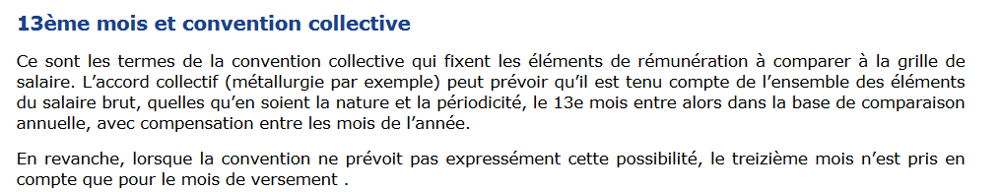 13ème mois et convention collective
Ce sont les termes de la convention collective qui fixent les éléments de rémunération à comparer à la grille de
salaire. L’accord collectif (métallurgie par exemple) peut prévoir qu’il est tenu compte de l’ensemble des éléments
du salaire brut, quelles qu’en soient la nature et la périodicité, le 13e mois entre alors dans la base de comparaison
annuelle, avec compensation entre les mois de l’année.
En revanche, lorsque la convention ne prévoit pas expressément cette possibilité, le treizième mois n’est pris en
compte que pour le mois de versement .